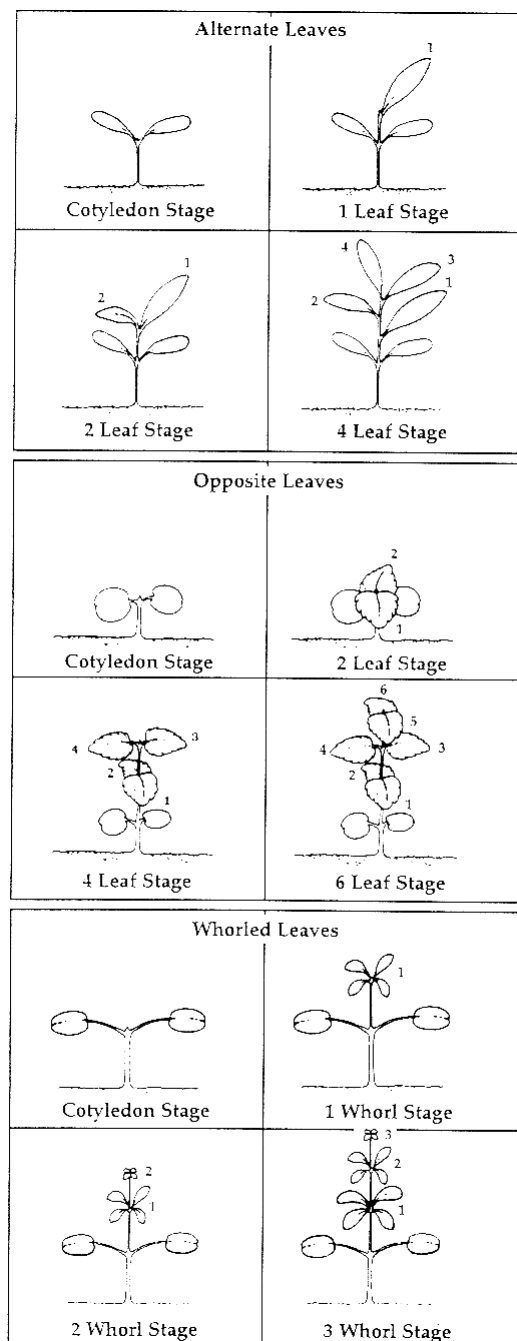 Alternate Leaves
1
Cotyledon Stage
1 Leaf Stage
1
2
4
3
1
2
2 Leaf Stage
4 Leaf Stage
Opposite Leaves
2
1
Cotyledon Stage
2 Leaf Stage
3
4
2
1
6
5
4
3
2
1
4 Leaf Stage
6 Leaf Stage
Whorled Leaves
1
Cotyledon Stage
1 Whorl Stage
2
1
3
2
1
2 Whorl Stage
3 Whorl Stage